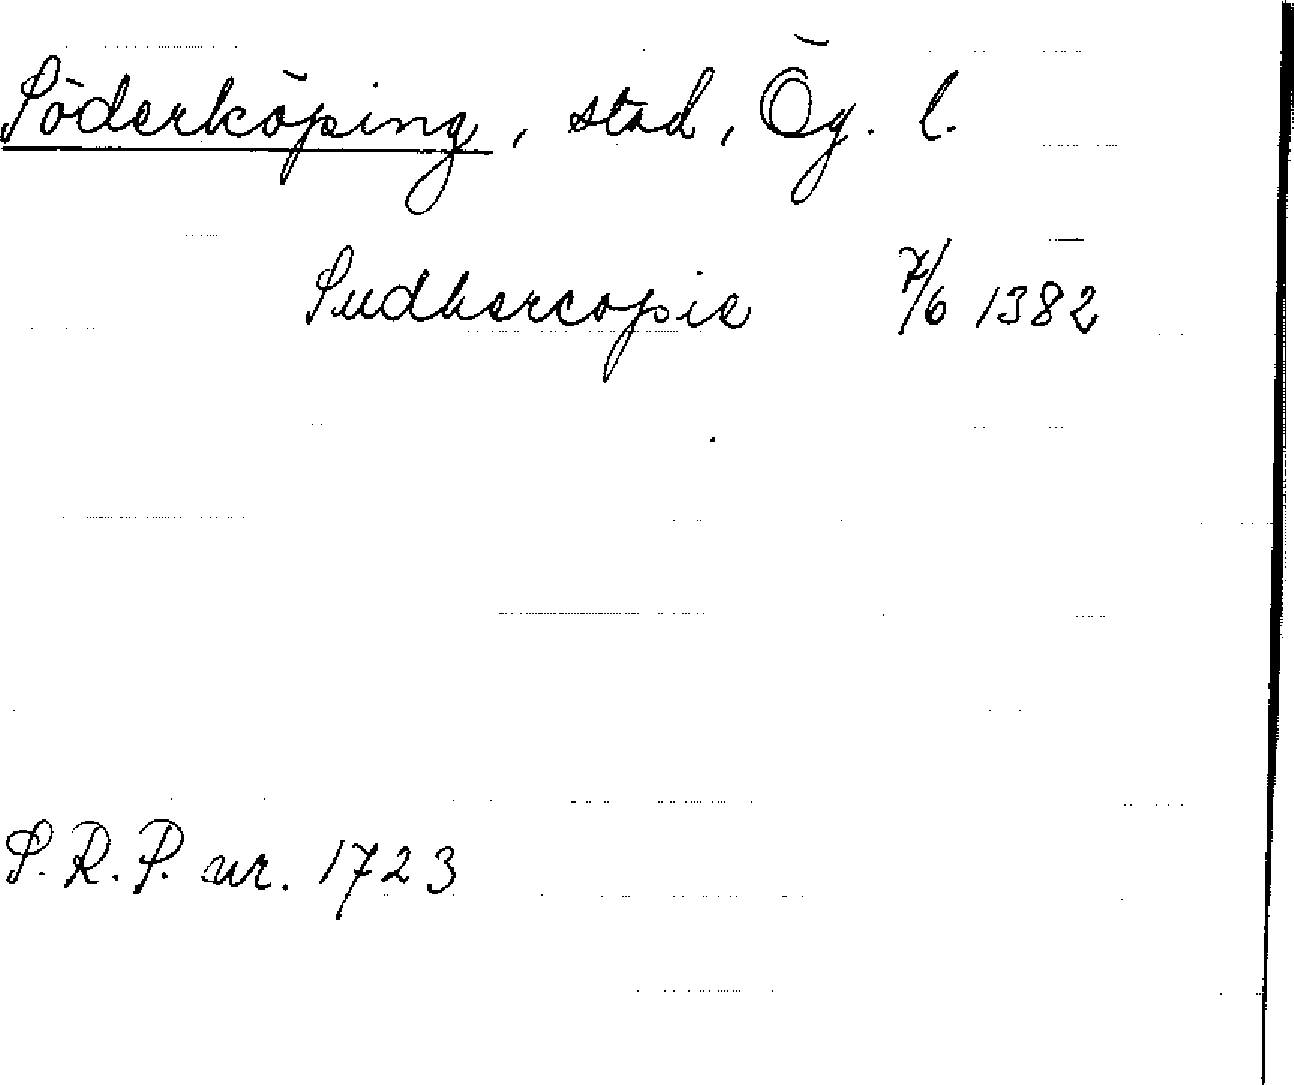 Söderköping, stad, Ög. l.
Sudhercopie 7/6 1382
S.R.P. nr. 1723